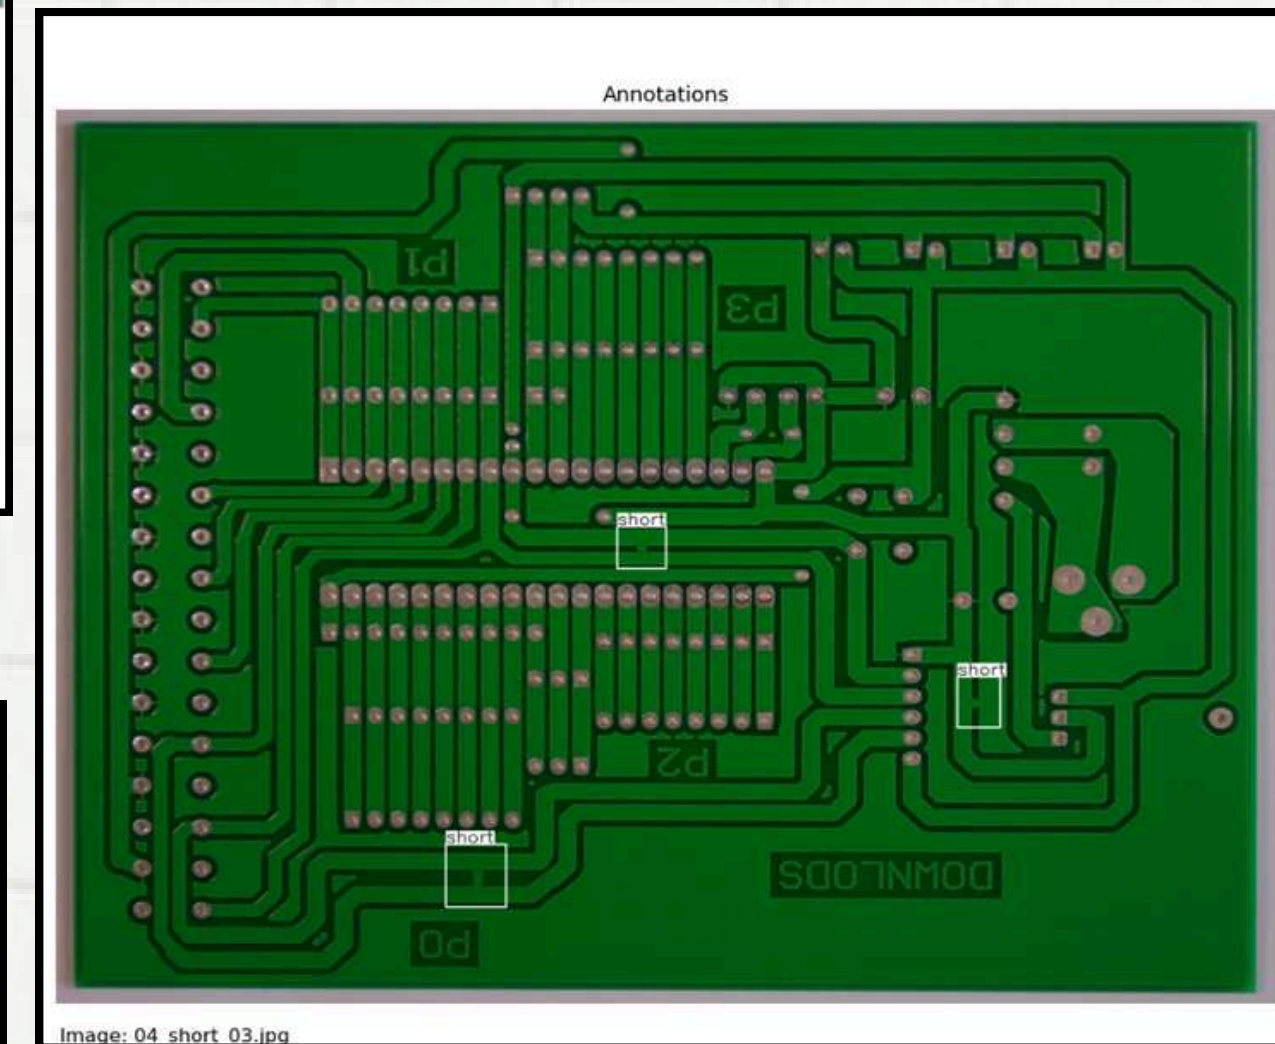 Annotations
P1
P3
short
short
P2
short
DOWNLODS
P0
Image: 04_short_03.jpg